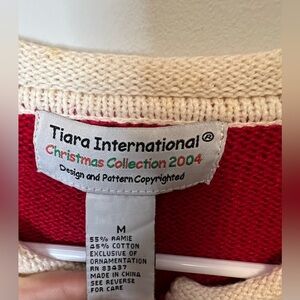 Tiara International®
Christmas Collection 2004
Design and Pattern Copyrighted
M
55% RAMIE
45% COTTON
EXCLUSIVE OF
ORNAMENTATION
RN 83437
MADE IN CHINA
SEE REVERSE
FOR CARE